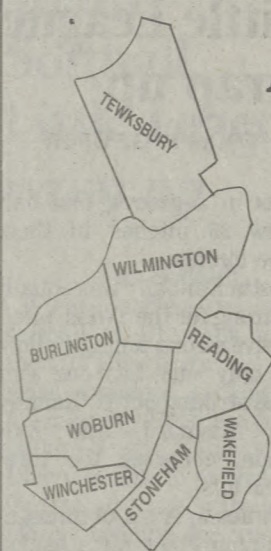 TEWKSBURY
WILMINGTON
BURLINGTON
READING
WOBURN
WAKEFIELD
STONEHAM
WINCHESTER